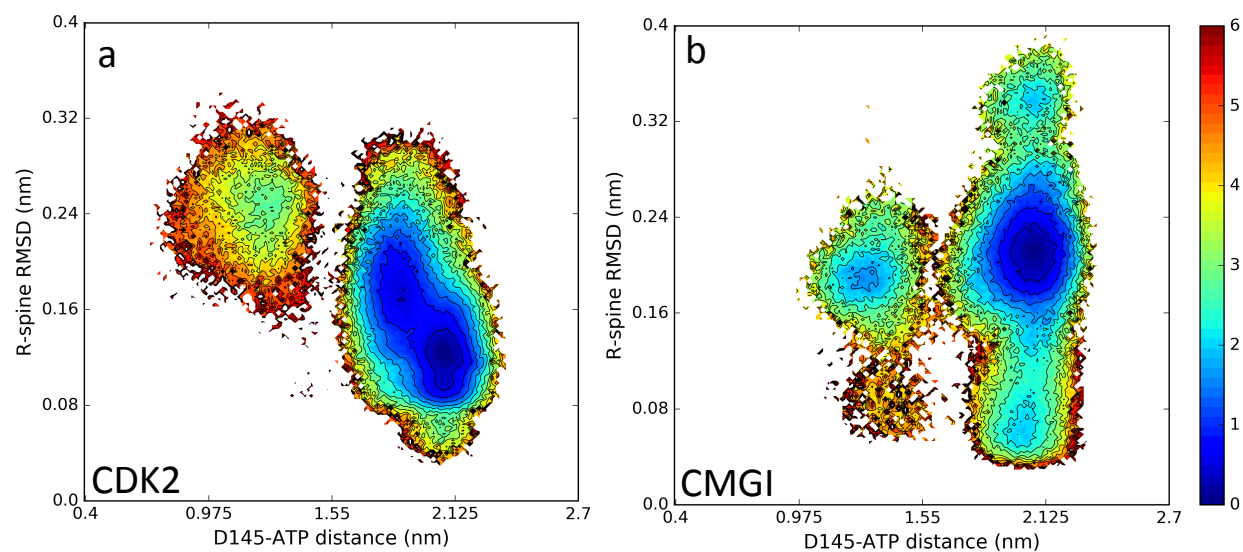 a
CDK2
0.4
0.32
0.24
0.16
0.08
0.0
R-spine RMSD (nm)
0.4 0.975 1.55 2.125 2.7
D145-ATP distance (nm)
b
CMGI
0.4
0.32
0.24
0.16
0.08
0.0
R-spine RMSD (nm)
0.4 0.975 1.55 2.125 2.7
D145-ATP distance (nm)
6
5
4
3
2
1
0